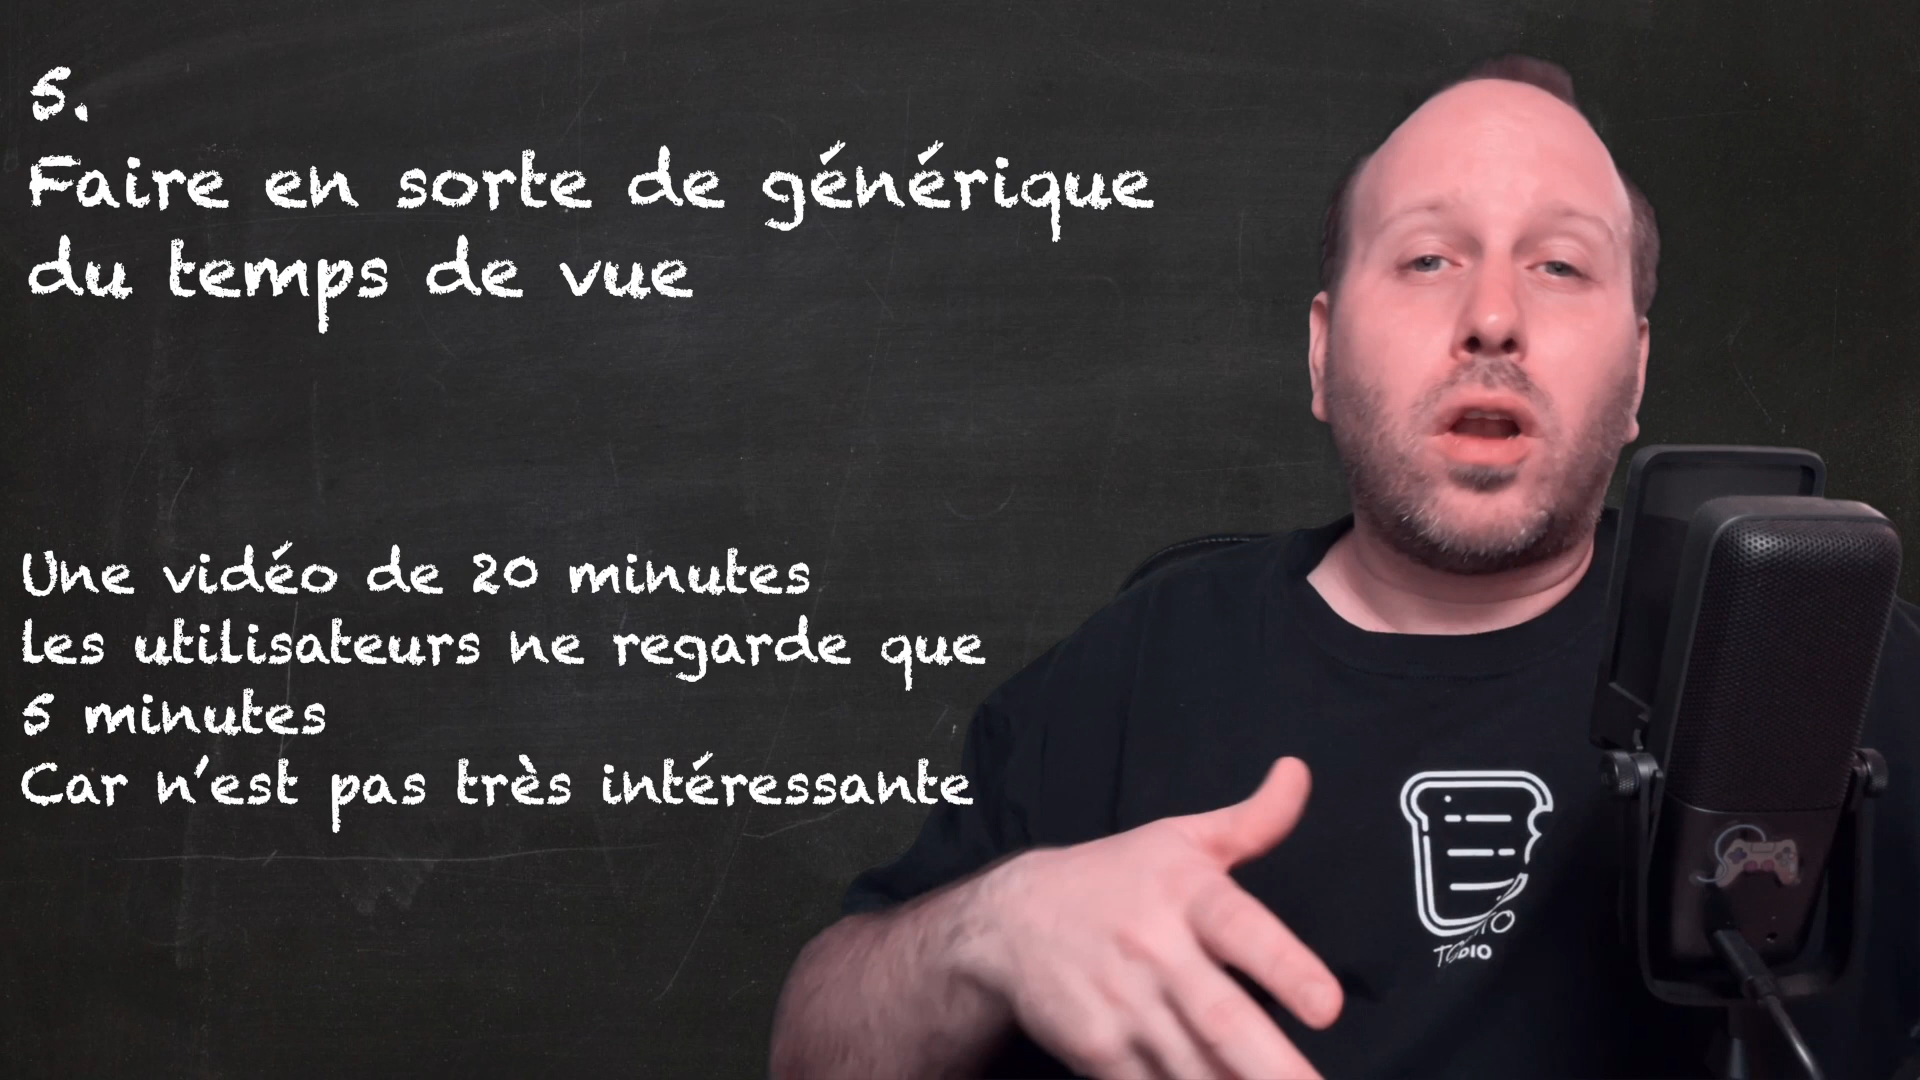 5.
Faire en sorte de générique
du temps de vue
Une vidéo de 20 minutes
les utilisateurs ne regarde que
5 minutes
Car n'est pas très intéressante